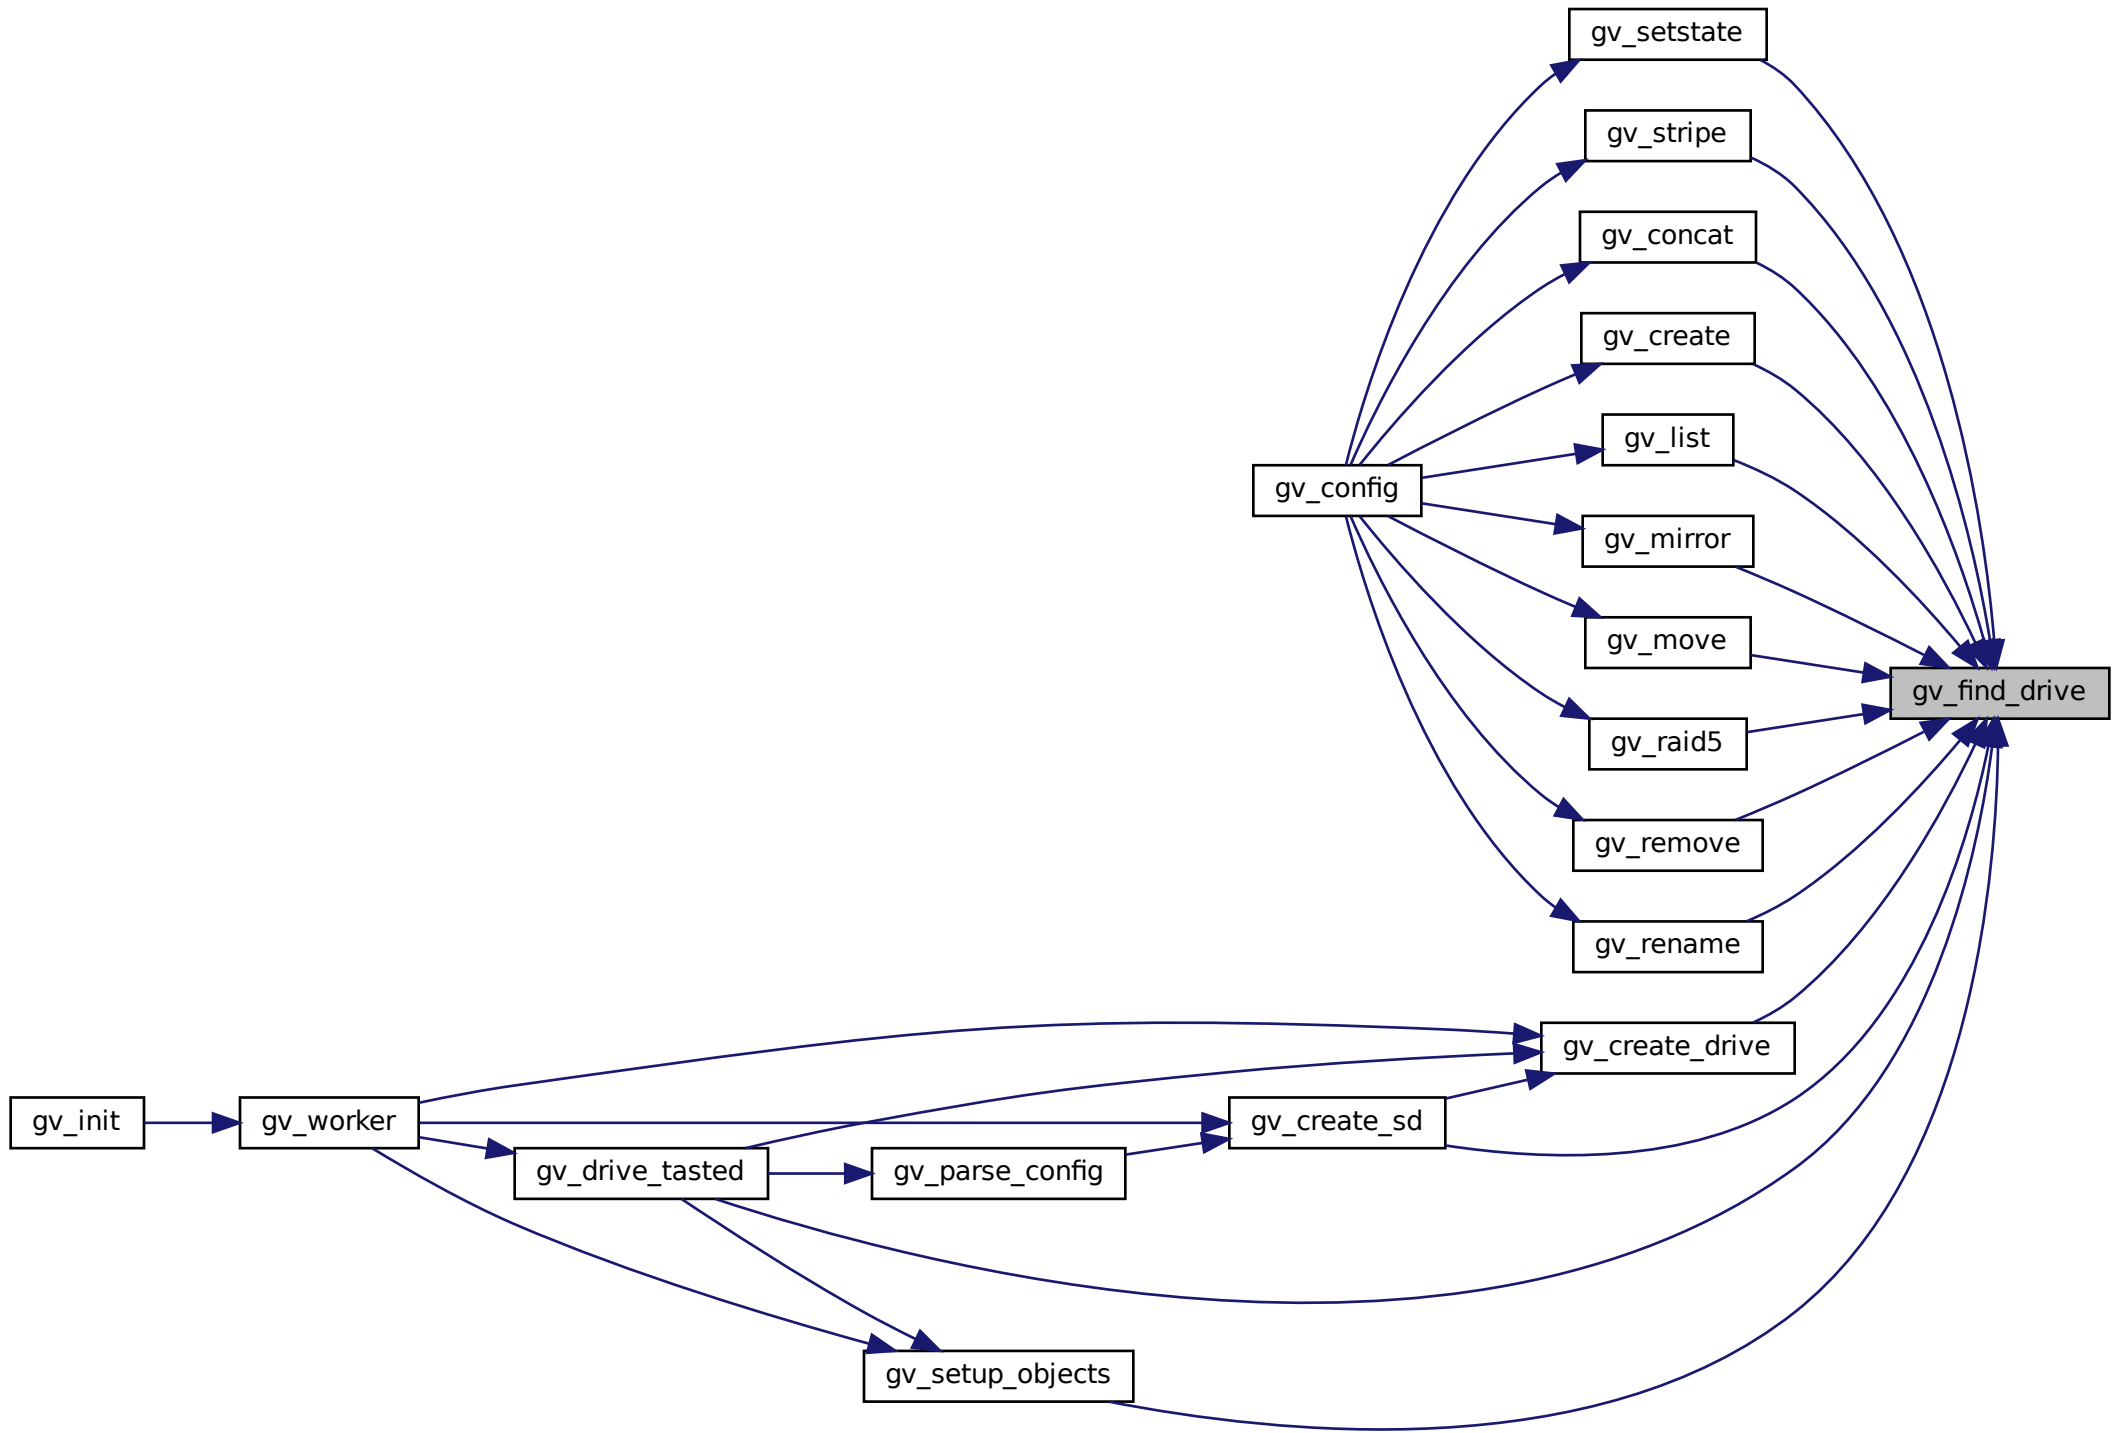 gv_setstate
gv_stripe
gv_concat
gv_create
gv_list
gv_config
gv_mirror
gv_move
gv_find_drive
gv_raid5
gv_remove
gv_rename
gv_create_drive
gv_init
gv_worker
gv_create_sd
gv_drive_tasted
gv_parse_config
gv_setup_objects